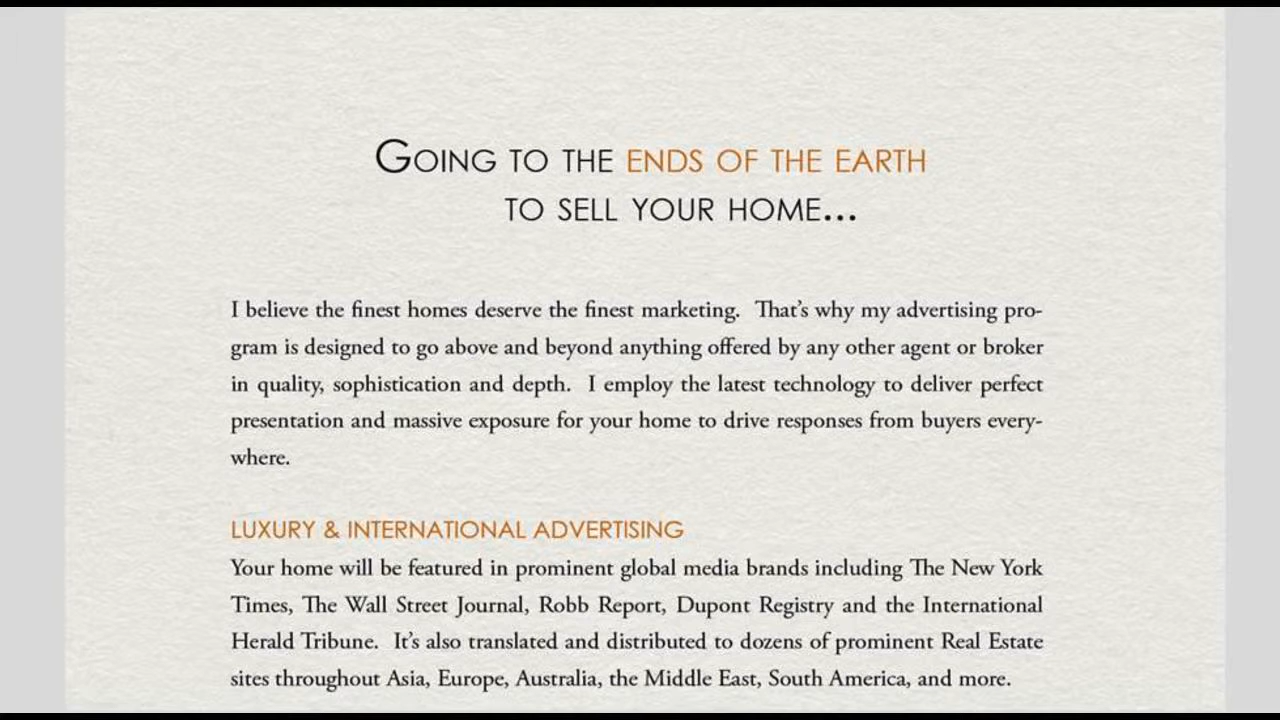 Going to the ends of the earth
to sell your home...
I believe the finest homes deserve the finest marketing.  That's why my advertising pro-
gram is designed to go above and beyond anything offered by any other agent or broker
in quality, sophistication and depth.  I employ the latest technology to deliver perfect
presentation and massive exposure for your home to drive responses from buyers every-
where.
LUXURY & INTERNATIONAL ADVERTISING
Your home will be featured in prominent global media brands including The New York
Times, The Wall Street Journal, Robb Report, Dupont Registry and the International
Herald Tribune.  It's also translated and distributed to dozens of prominent Real Estate
sites throughout Asia, Europe, Australia, the Middle East, South America, and more.